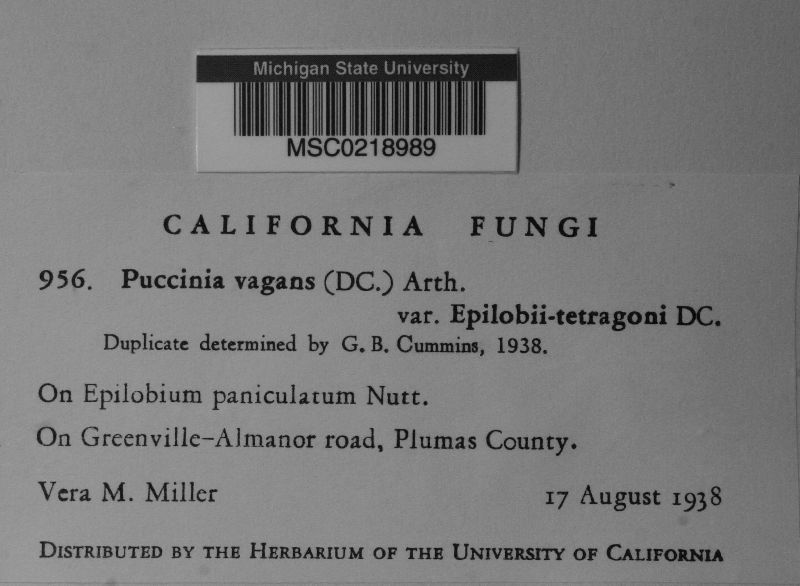 Michigan State University
MSC0218989
CALIFORNIA FUNGI
956. Puccinia vagans (DC.) Arth.
var. Epilobii-tetragoni DC.
Duplicate determined by G. B. Cummins, 1938.
On Epilobium paniculatum Nutt.
On Greenville-Almanor road, Plumas County.
Vera M. Miller 17 August 1938
DISTRIBUTED BY THE HERBARIUM OF THE UNIVERSITY OF CALIFORNIA